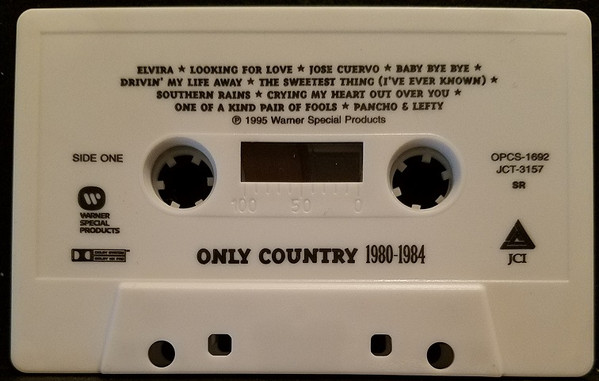 ELVIRA ★ LOOKING FOR LOVE ★ JOSE CUERVO ★ BABY BYE BYE ★
DRIVIN' MY LIFE AWAY ★ THE SWEETEST THING (I'VE EVER KNOWN) ★
SOUTHERN RAINS ★ CRYING MY HEART OUT OVER YOU ★
ONE OF A KIND PAIR OF FOOLS ★ PANCHO & LEFTY
℗ 1995 Warner Special Products
SIDE ONE
OPCS-1692
JCT-3157
SR
100 50 0
WARNER
SPECIAL
PRODUCTS
ONLY COUNTRY 1980-1984
JCI